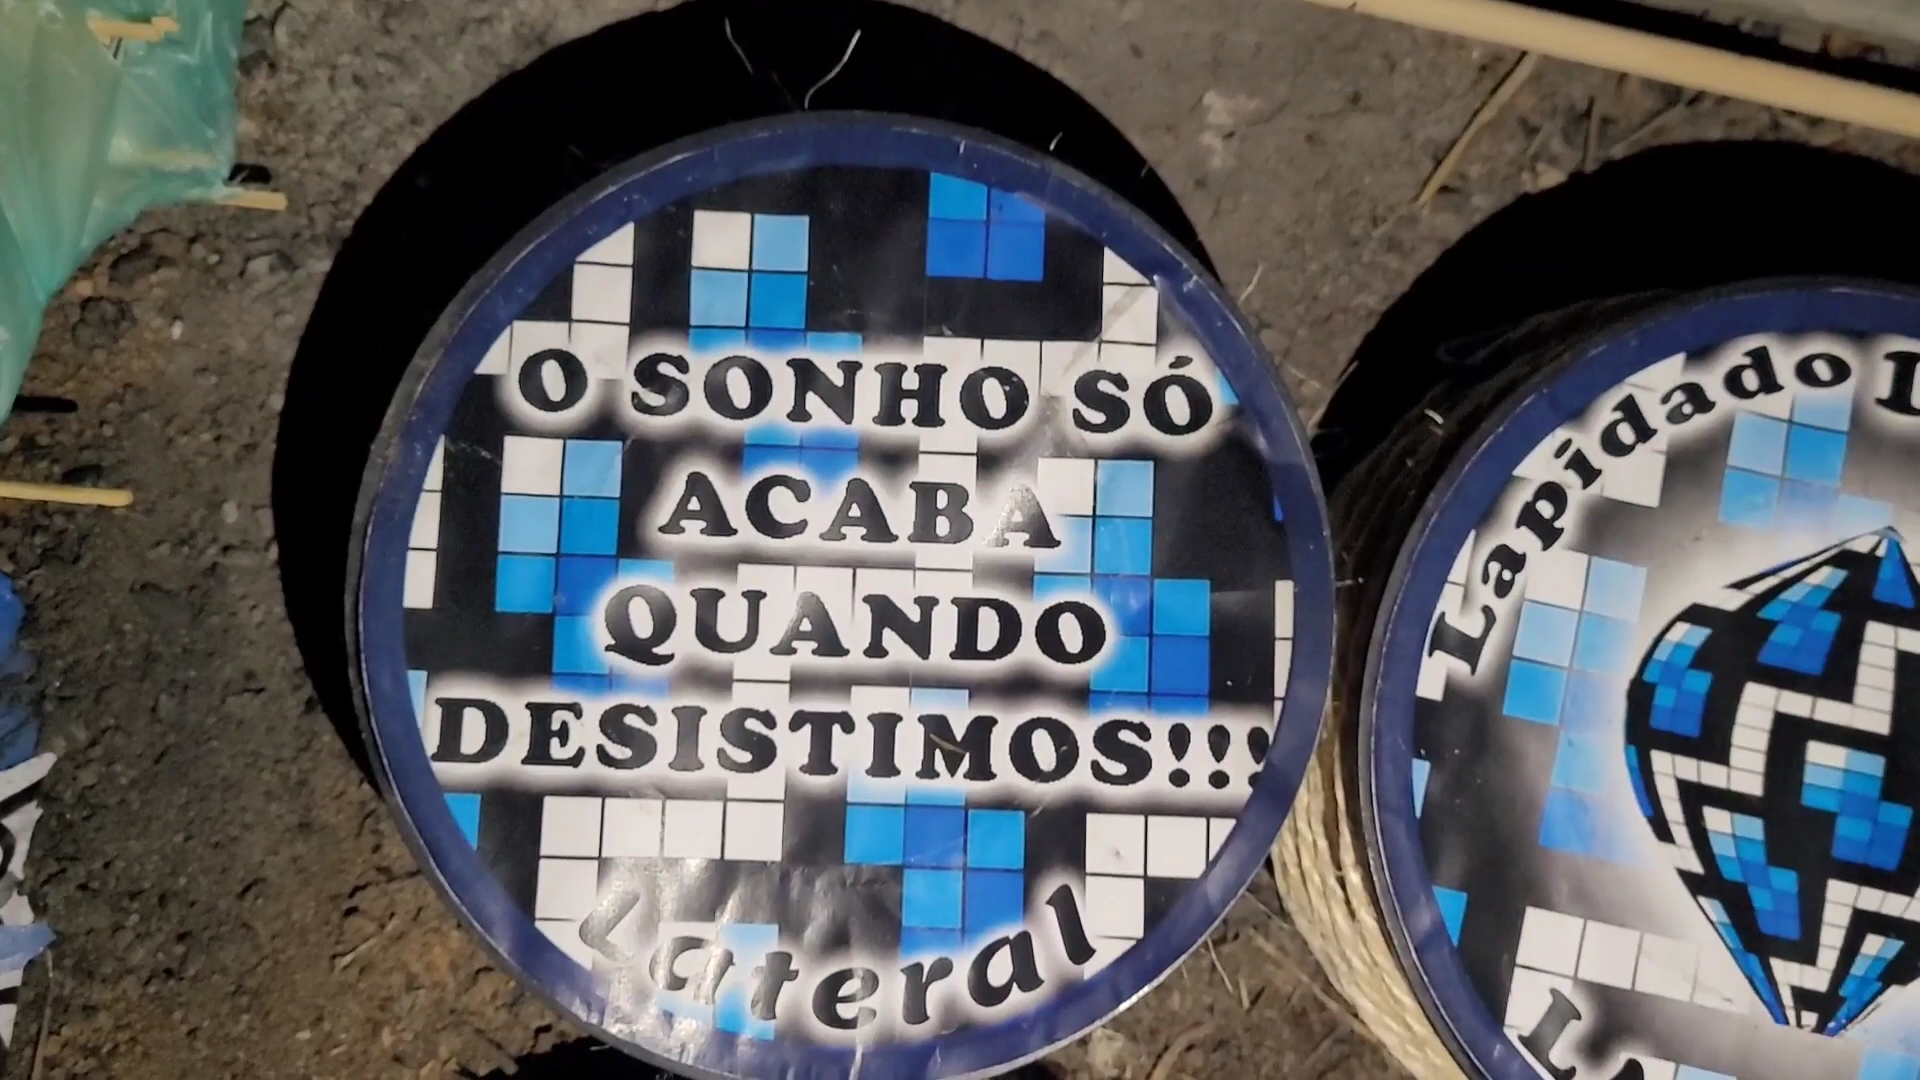 O SONHO SÓ
ACABA
QUANDO
DESISTIMOS!!!
Lateral
Lapidado